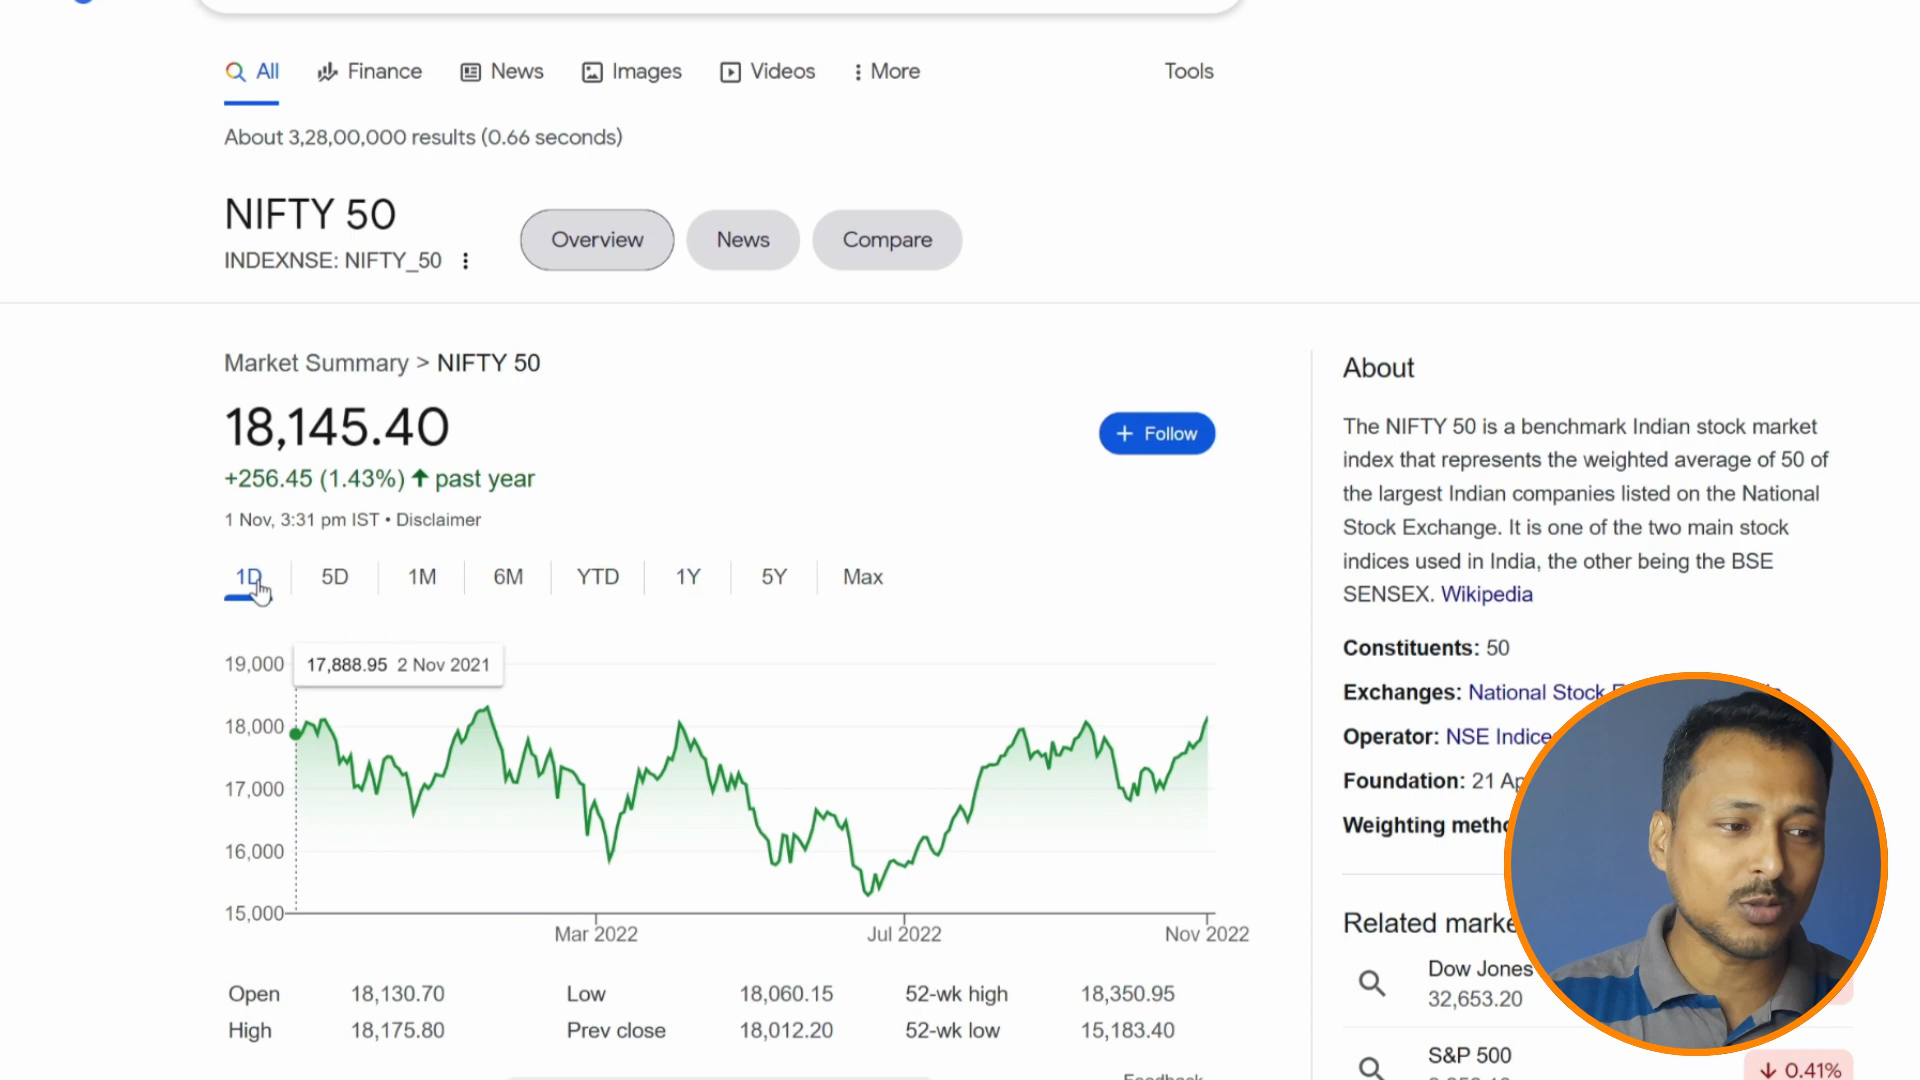 All
Finance
News
Images
Videos
More
Tools
About 3,28,00,000 results (0.66 seconds)
NIFTY 50
INDEXNSE: NIFTY_50
Overview
News
Compare
Market Summary > NIFTY 50
18,145.40
+ Follow
+256.45 (1.43%) ↑ past year
1 Nov, 3:31 pm IST • Disclaimer
1D
5D
1M
6M
YTD
1Y
5Y
Max
17,888.95 2 Nov 2021
19,000
18,000
17,000
16,000
15,000
Mar 2022
Jul 2022
Nov 2022
Open 18,130.70 Low 18,060.15 52-wk high 18,350.95
High 18,175.80 Prev close 18,012.20 52-wk low 15,183.40
About
The NIFTY 50 is a benchmark Indian stock market
index that represents the weighted average of 50 of
the largest Indian companies listed on the National
Stock Exchange. It is one of the two main stock
indices used in India, the other being the BSE
SENSEX. Wikipedia
Constituents: 50
Exchanges: National Stock
Operator: NSE
Foundation: 21
Weighting
Related
Dow Jones
32,653.20
S&P 500
↓ 0.41%